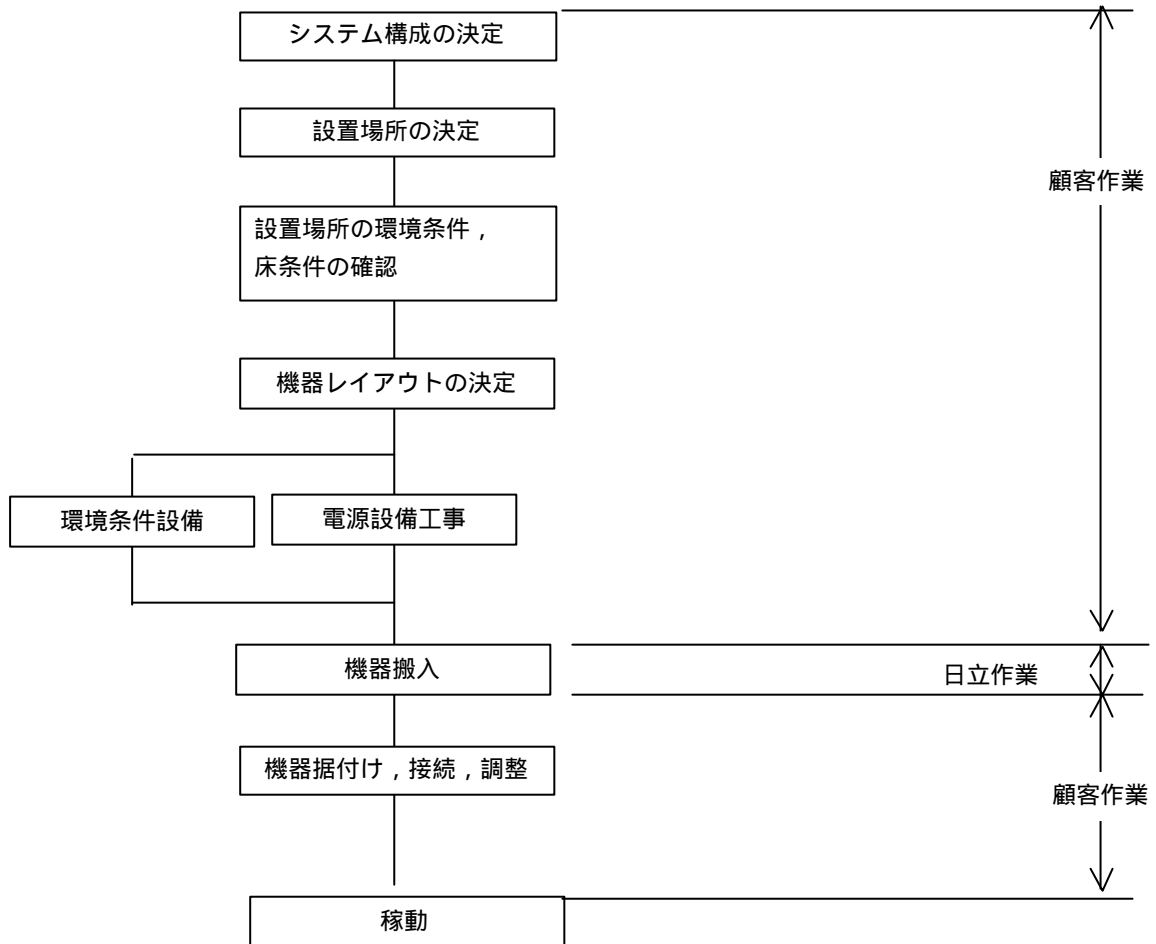 システム構成の決定
設置場所の決定
顧客作業
設置場所の環境条件，
床条件の確認
機器レイアウトの決定
環境条件設備
電源設備工事
機器搬入
日立作業
機器据付け，接続，調整
顧客作業
稼動